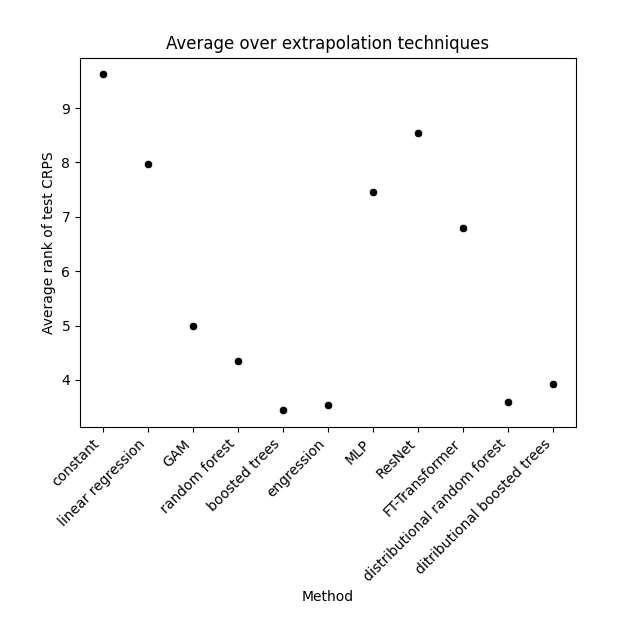 Average over extrapolation techniques
Average rank of test CRPS
9
8
7
6
5
4
constant
linear regression
GAM
random forest
boosted trees
engression
MLP
ResNet
FT-Transformer
distributional random forest
ditributional boosted trees
Method